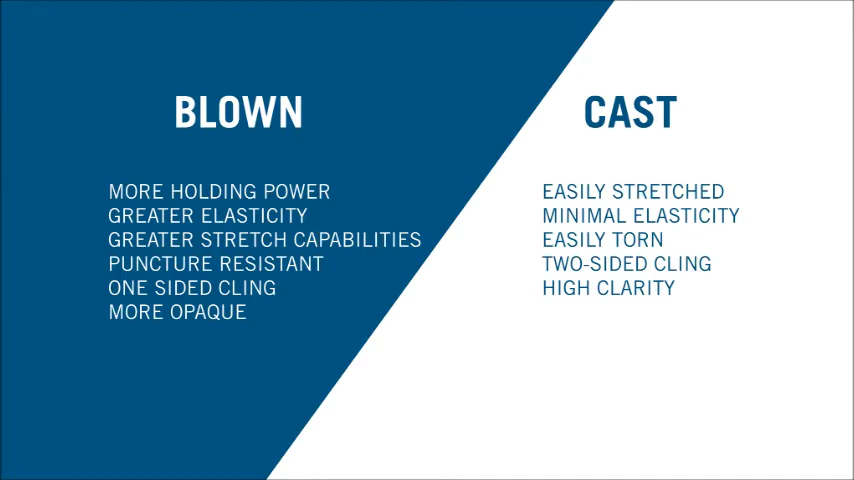 BLOWN
MORE HOLDING POWER
GREATER ELASTICITY
GREATER STRETCH CAPABILITIES
PUNCTURE RESISTANT
ONE SIDED CLING
MORE OPAQUE
CAST
EASILY STRETCHED
MINIMAL ELASTICITY
EASILY TORN
TWO-SIDED CLING
HIGH CLARITY